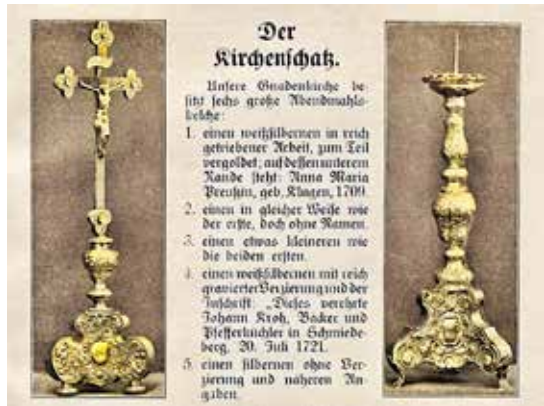 Der
Kirchenschatz.
Unsere Gnadenkirche be-
sitzt sechs große Abendmahls-
kelche:
1. einen weißsilbernen in reich
getriebener Arbeit, zum Teil
vergoldet, auf dessen unterem
Rande steht: Anna Maria
Preußin, geb. Klugen, 1709.
2. einen in gleicher Weise wie
der erste, doch ohne Namen.
3. einen etwas kleineren wie
die beiden ersten.
4. einen weißsilbernen mit reich
gravierter Verzierung und der
Inschrift: „Dieses verehrte
Johann Kroh, Bäcker und
Pfefferküchler in Schmiede-
berg, 20. Juli 1721.
5. einen silbernen ohne Ver-
zierung und näheren An-
gaben.